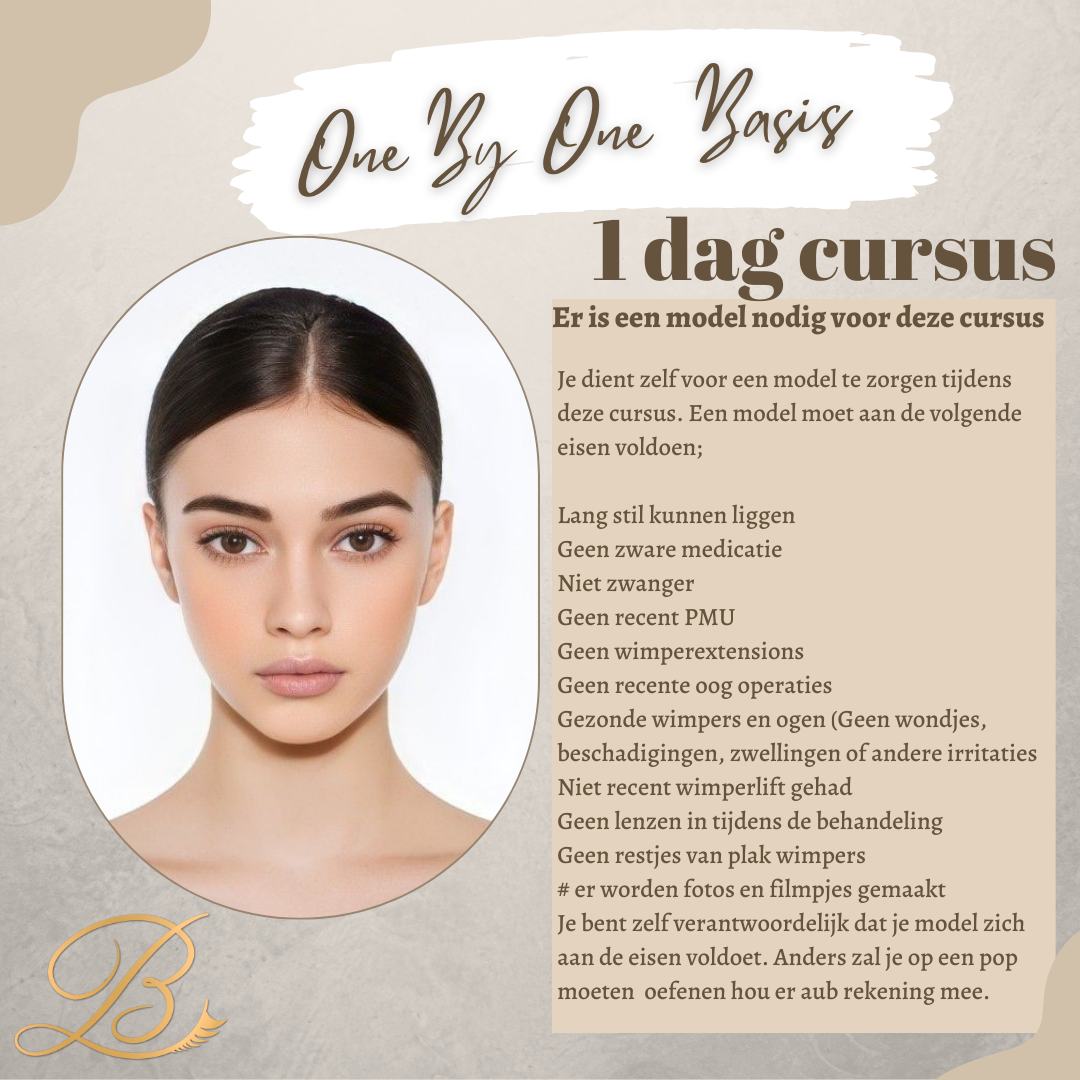 One By One Basis
1 dag cursus
Er is een model nodig voor deze cursus
Je dient zelf voor een model te zorgen tijdens
deze cursus. Een model moet aan de volgende
eisen voldoen;
Lang stil kunnen liggen
Geen zware medicatie
Niet zwanger
Geen recent PMU
Geen wimperextensions
Geen recente oog operaties
Gezonde wimpers en ogen (Geen wondjes,
beschadigingen, zwellingen of andere irritaties
Niet recent wimperlift gehad
Geen lenzen in tijdens de behandeling
Geen restjes van plak wimpers
# er worden fotos en filmpjes gemaakt
Je bent zelf verantwoordelijk dat je model zich
aan de eisen voldoet. Anders zal je op een pop
moeten  oefenen hou er aub rekening mee.
B